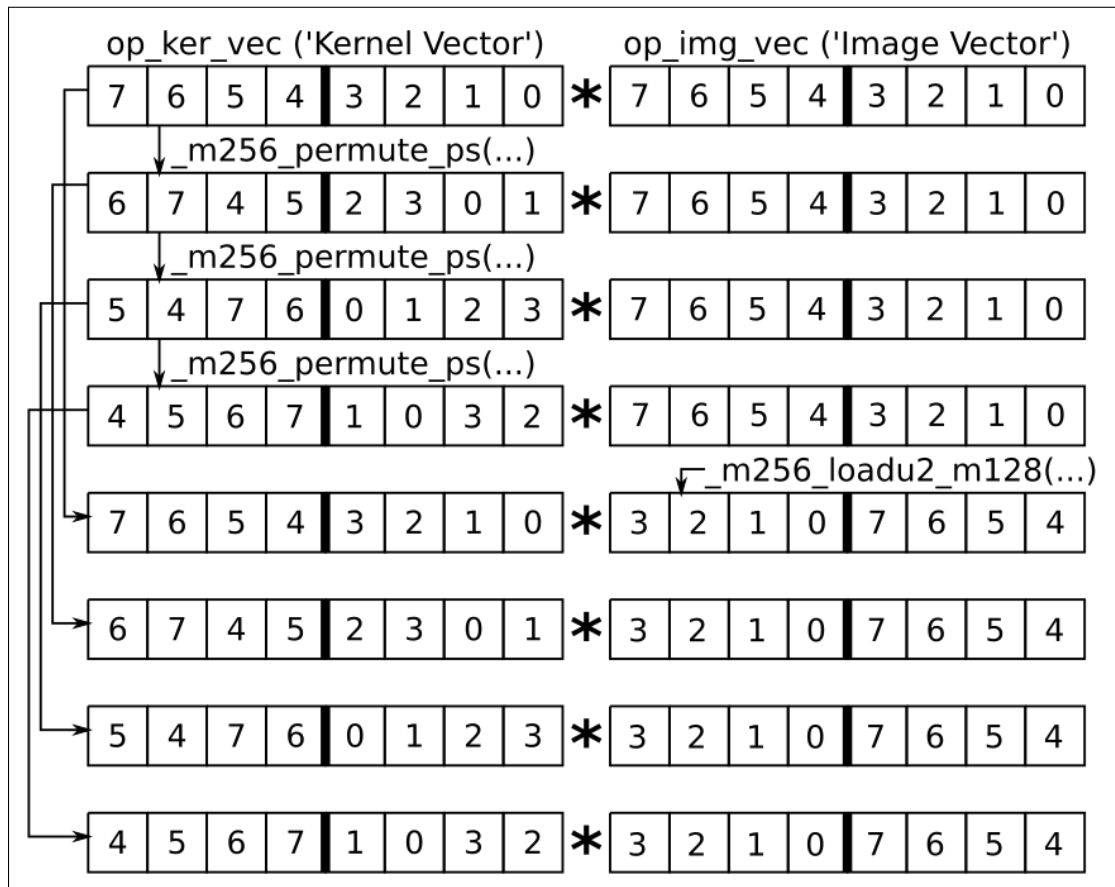 op_ker_vec ('Kernel Vector') op_img_vec ('Image Vector')
7 6 5 4 3 2 1 0 * 7 6 5 4 3 2 1 0
_m256_permute_ps(...)
6 7 4 5 2 3 0 1 * 7 6 5 4 3 2 1 0
_m256_permute_ps(...)
5 4 7 6 0 1 2 3 * 7 6 5 4 3 2 1 0
_m256_permute_ps(...)
4 5 6 7 1 0 3 2 * 7 6 5 4 3 2 1 0
_m256_loadu2_m128(...)
7 6 5 4 3 2 1 0 * 3 2 1 0 7 6 5 4
6 7 4 5 2 3 0 1 * 3 2 1 0 7 6 5 4
5 4 7 6 0 1 2 3 * 3 2 1 0 7 6 5 4
4 5 6 7 1 0 3 2 * 3 2 1 0 7 6 5 4